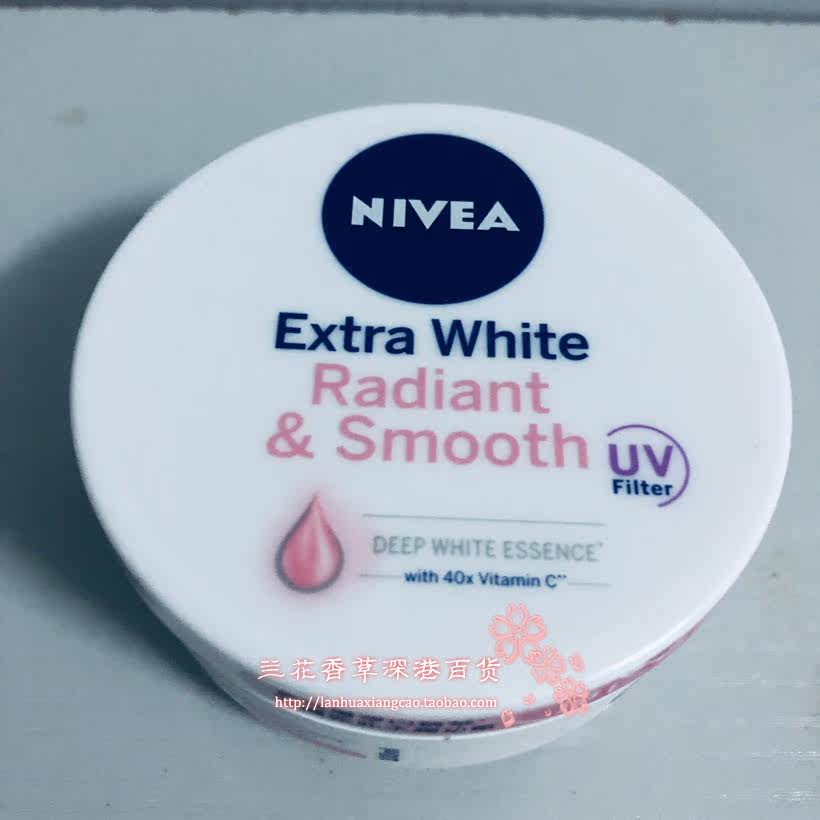 NIVEA
Extra White
Radiant
& Smooth
UV
Filter
DEEP WHITE ESSENCE*
with 40x Vitamin C**
兰花香草深港百货
http://lanhuaxiangcao.taobao.com